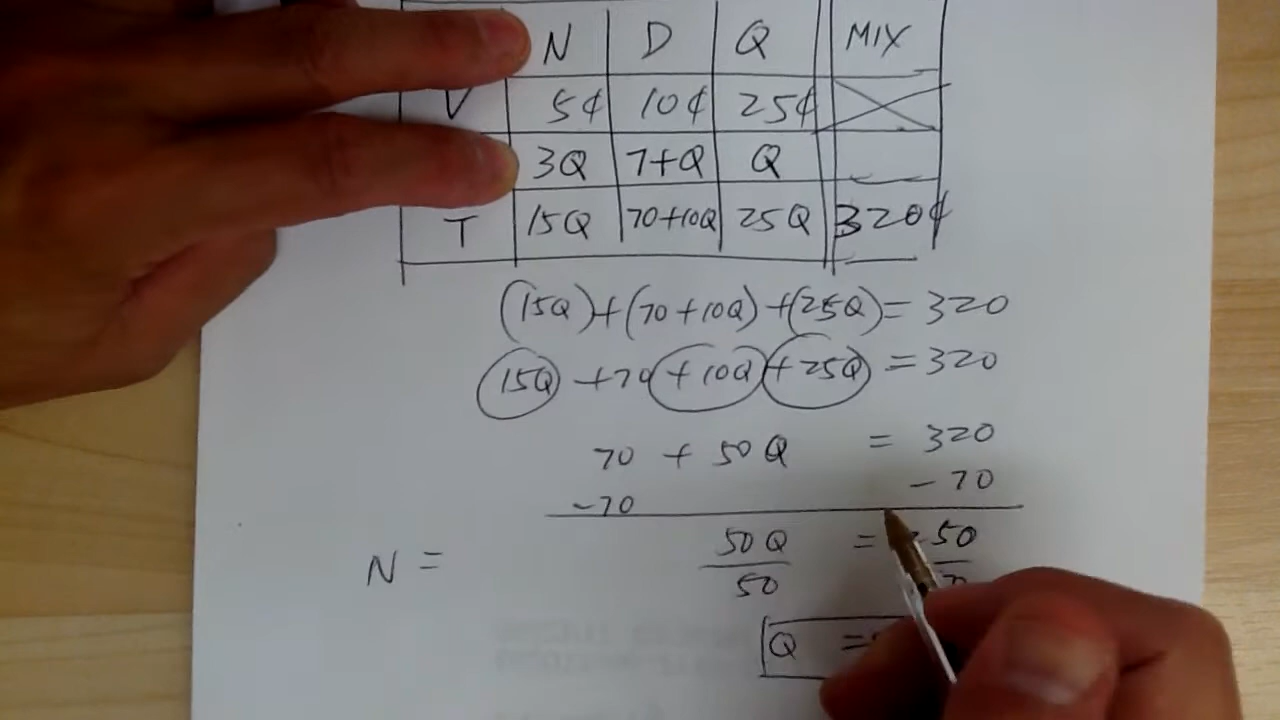 N D Q MIX
V 5¢ 10¢ 25¢
3Q 7+Q Q
T 15Q 70+10Q 25Q 320¢
(15Q)+(70+10Q)+(25Q)=320
15Q +70 +10Q +25Q =320
70 + 50Q = 320
-70 -70
50Q = 50
50
N =
Q =